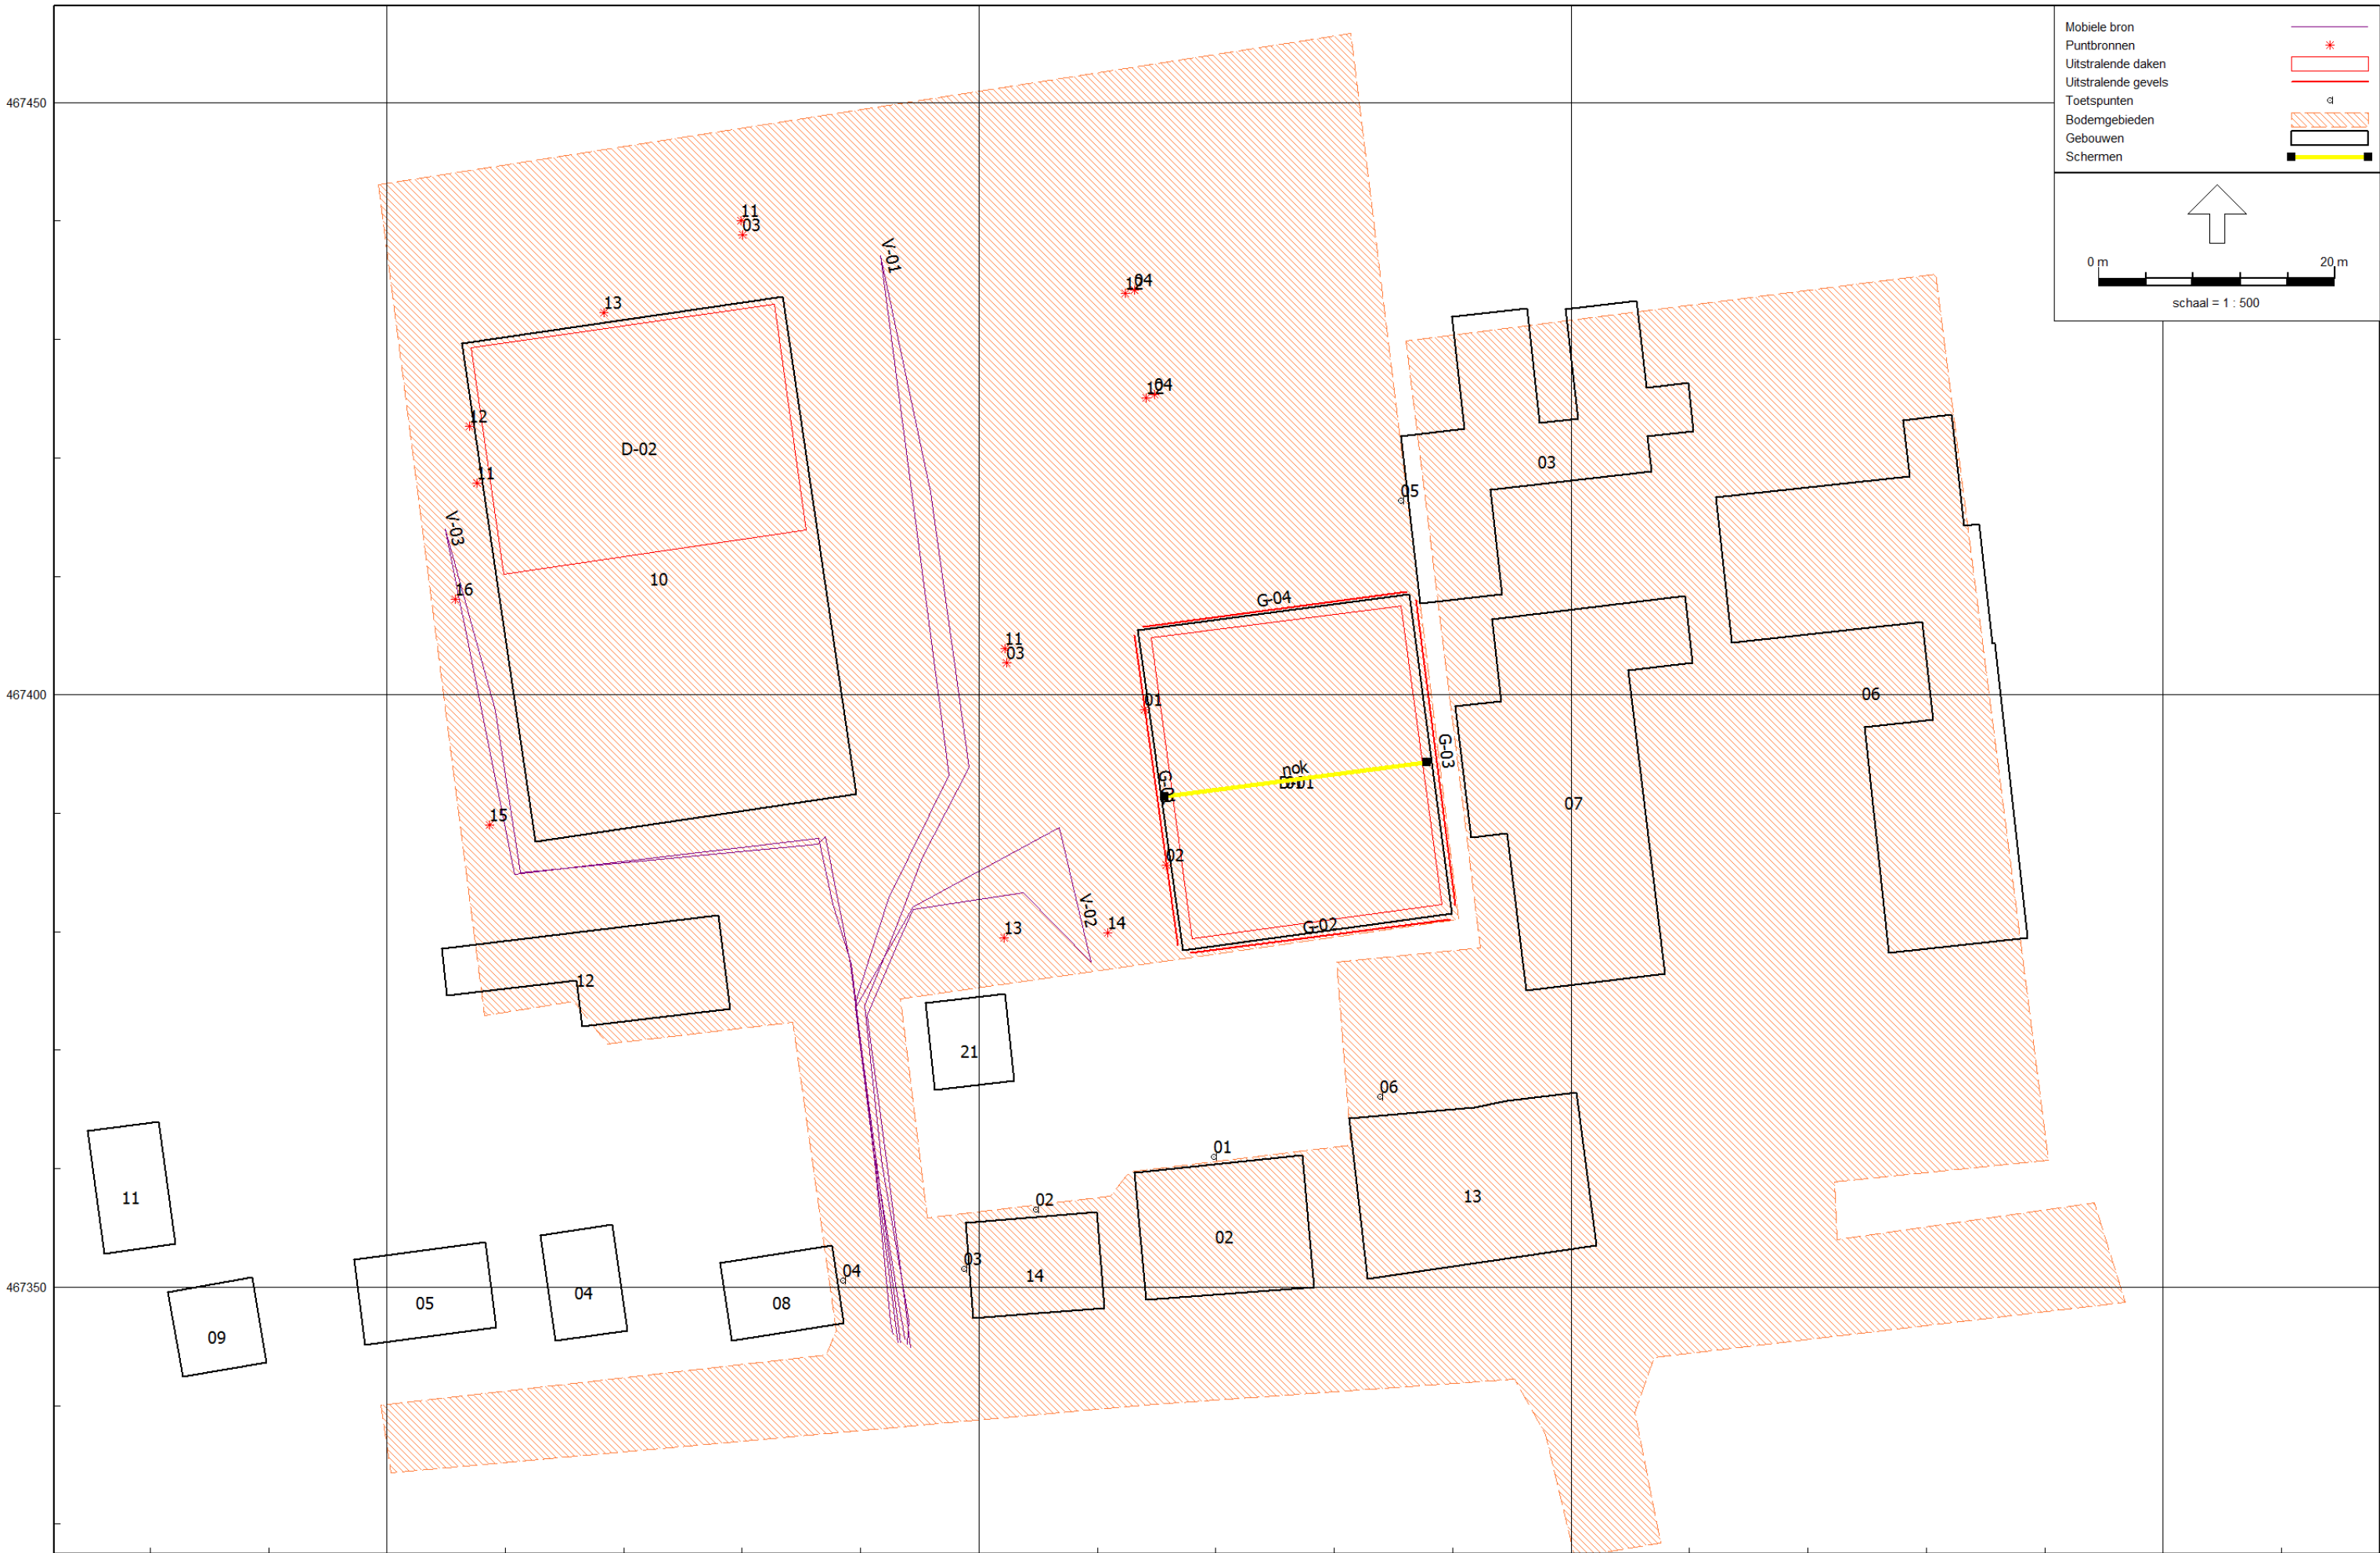 Mobiele bron
Puntbronnen
Uitstralende daken
Uitstralende gevels
Toetspunten
Bodemgebieden
Gebouwen
Schermen
0 m 20 m
schaal = 1 : 500
467450
467400
467350
11
03
V-01
04
13
04
12
D-02
03
11
05
V-03
10
16
G-04
11
03
01
06
G-03
nok
07
15
02
V-02
14
G-02
13
12
21
06
01
02
11
13
02
03
14
04
05
04
08
09